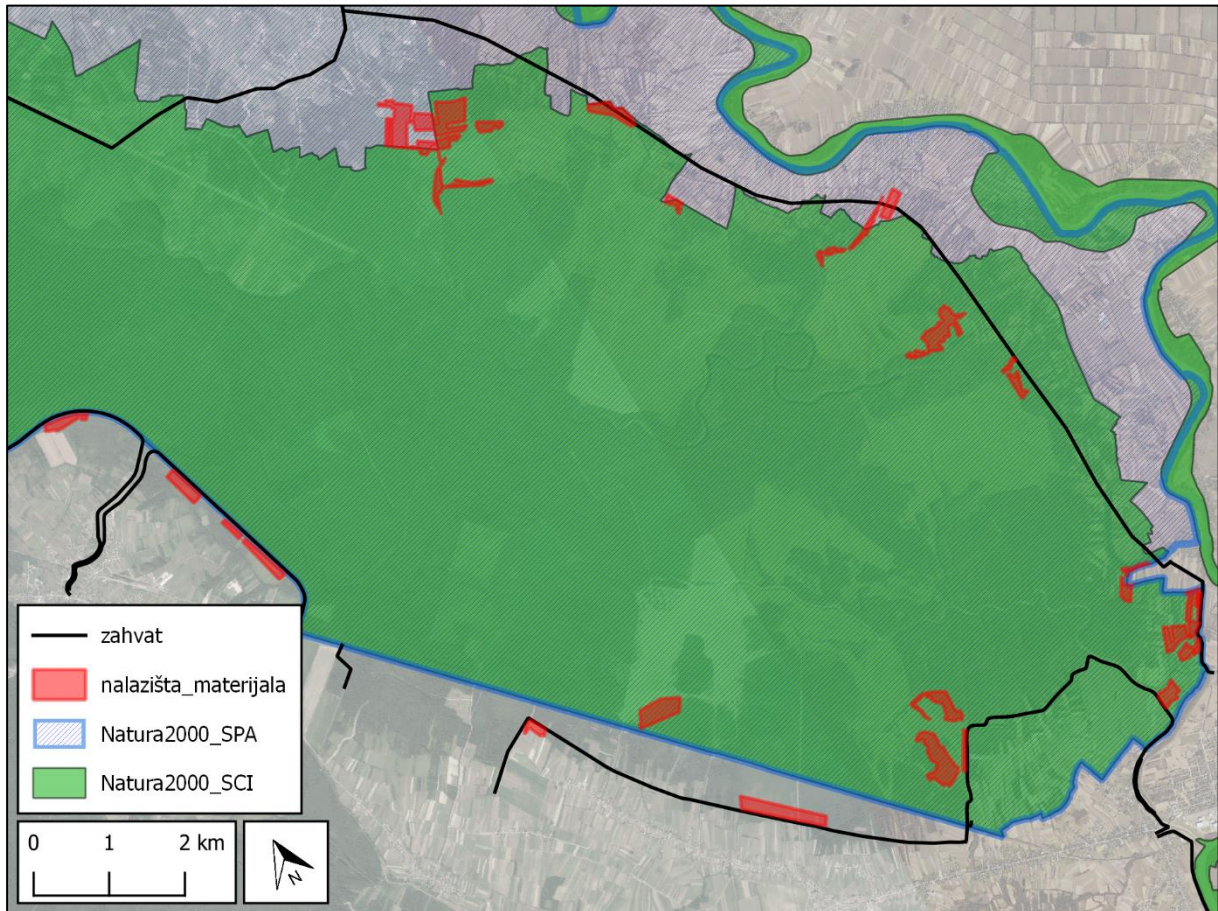 zahvat
nalazišta_materijala
Natura2000_SPA
Natura2000_SCI
0 1 2 km
N